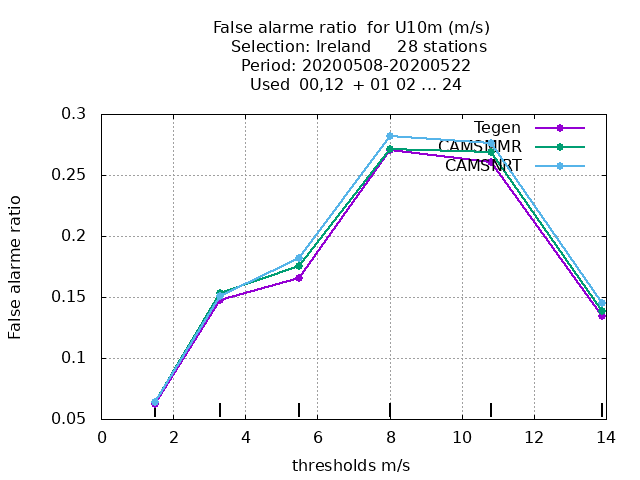 False alarme ratio  for U10m (m/s)
Selection: Ireland     28 stations
Period: 20200508-20200522
Used  00,12  + 01 02 ... 24
0.3
0.25
0.2
0.15
0.1
0.05
False alarme ratio
Tegen
CAMSNMR
CAMSNRT
0 2 4 6 8 10 12 14
thresholds m/s